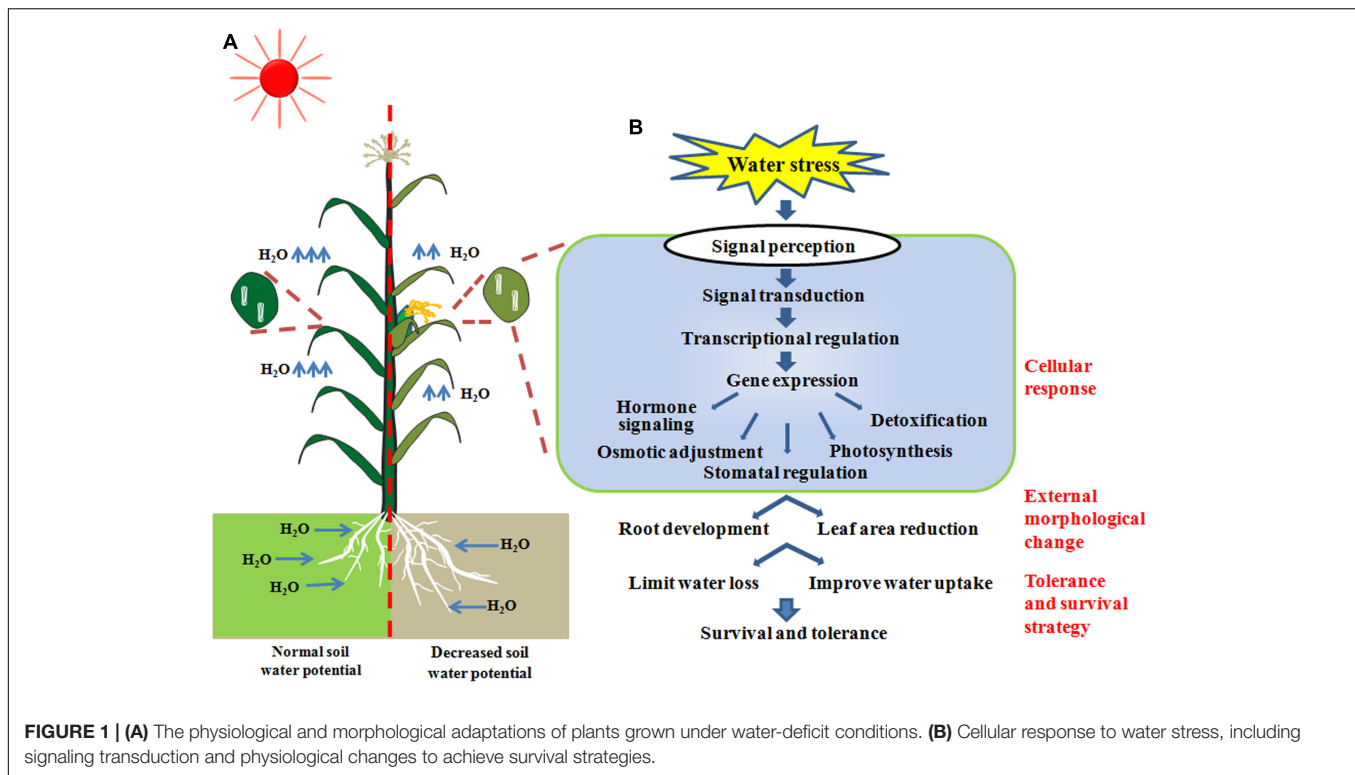 A
H₂O
H₂O
H₂O
H₂O
H₂O
H₂O
H₂O
H₂O
H₂O
Normal soil
water potential
Decreased soil
water potential
B
Water stress
Signal perception
Signal transduction
Transcriptional regulation
Gene expression
Hormone
signaling
Detoxification
Osmotic adjustment
Photosynthesis
Stomatal regulation
Cellular
response
Root development
Leaf area reduction
External
morphological
change
Limit water loss
Improve water uptake
Tolerance
and survival
strategy
Survival and tolerance
FIGURE 1 | (A) The physiological and morphological adaptations of plants grown under water-deficit conditions. (B) Cellular response to water stress, including
signaling transduction and physiological changes to achieve survival strategies.